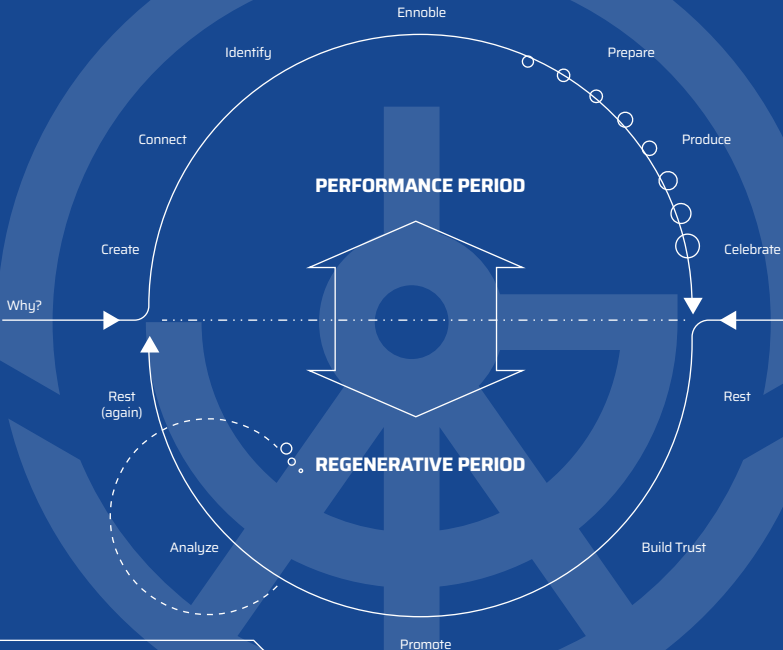 Ennoble
Identify
Prepare
Connect
Produce
PERFORMANCE PERIOD
Create
Celebrate
Why?
Rest
(again)
Rest
REGENERATIVE PERIOD
Analyze
Build Trust
Promote